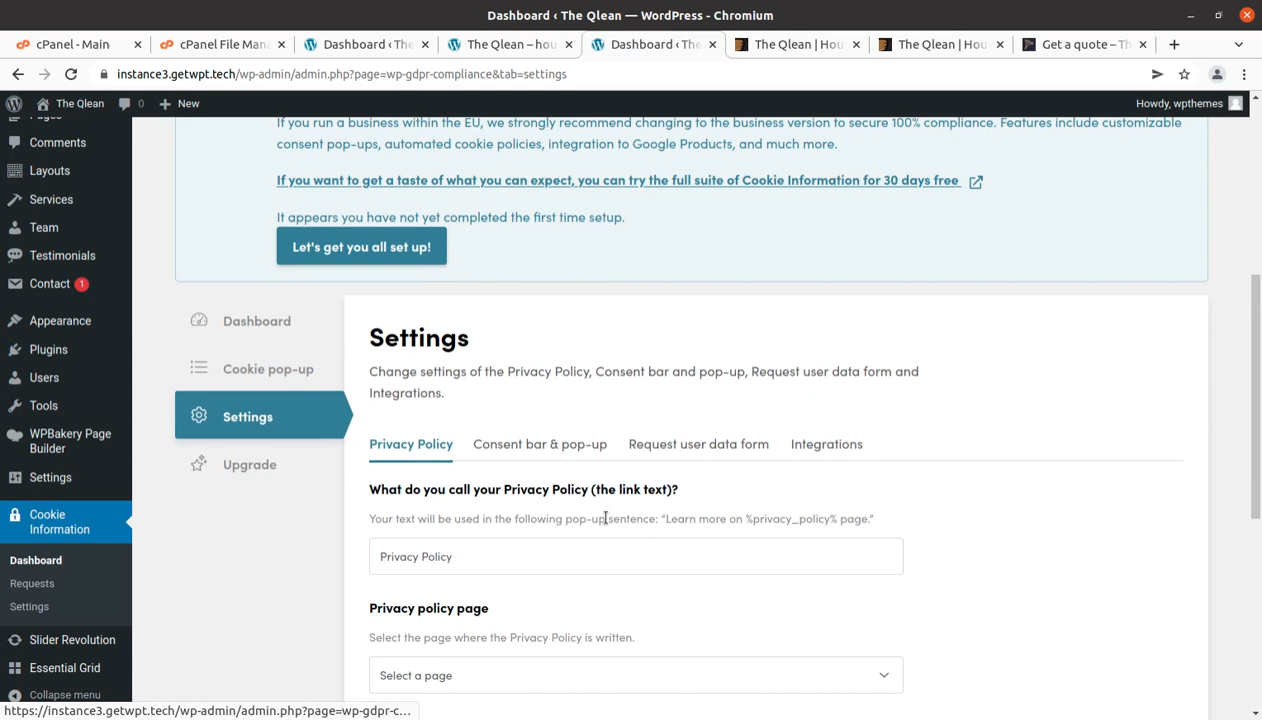 Dashboard ‹ The Qlean — WordPress - Chromium
cPanel - Main
cPanel File Man
Dashboard ‹ The
The Qlean – hou
Dashboard ‹ The
The Qlean | Hou
The Qlean | Hou
Get a quote – Th
instance3.getwpt.tech/wp-admin/admin.php?page=wp-gdpr-compliance&tab=settings
The Qlean
0
New
Howdy, wpthemes
Pages
Comments
Layouts
Services
Team
Testimonials
Contact 1
Appearance
Plugins
Users
Tools
WPBakery Page
Builder
Settings
Cookie
Information
Dashboard
Requests
Settings
Slider Revolution
Essential Grid
Collapse menu
If you run a business within the EU, we strongly recommend changing to the business version to secure 100% compliance. Features include customizable
consent pop-ups, automated cookie policies, integration to Google Products, and much more.
If you want to get a taste of what you can expect, you can try the full suite of Cookie Information for 30 days free
It appears you have not yet completed the first time setup.
Let's get you all set up!
Dashboard
Cookie pop-up
Settings
Upgrade
Settings
Change settings of the Privacy Policy, Consent bar and pop-up, Request user data form and
Integrations.
Privacy Policy
Consent bar & pop-up
Request user data form
Integrations
What do you call your Privacy Policy (the link text)?
Your text will be used in the following pop-up sentence: “Learn more on %privacy_policy% page.”
Privacy Policy
Privacy policy page
Select the page where the Privacy Policy is written.
Select a page
https://instance3.getwpt.tech/wp-admin/admin.php?page=wp-gdpr-c...